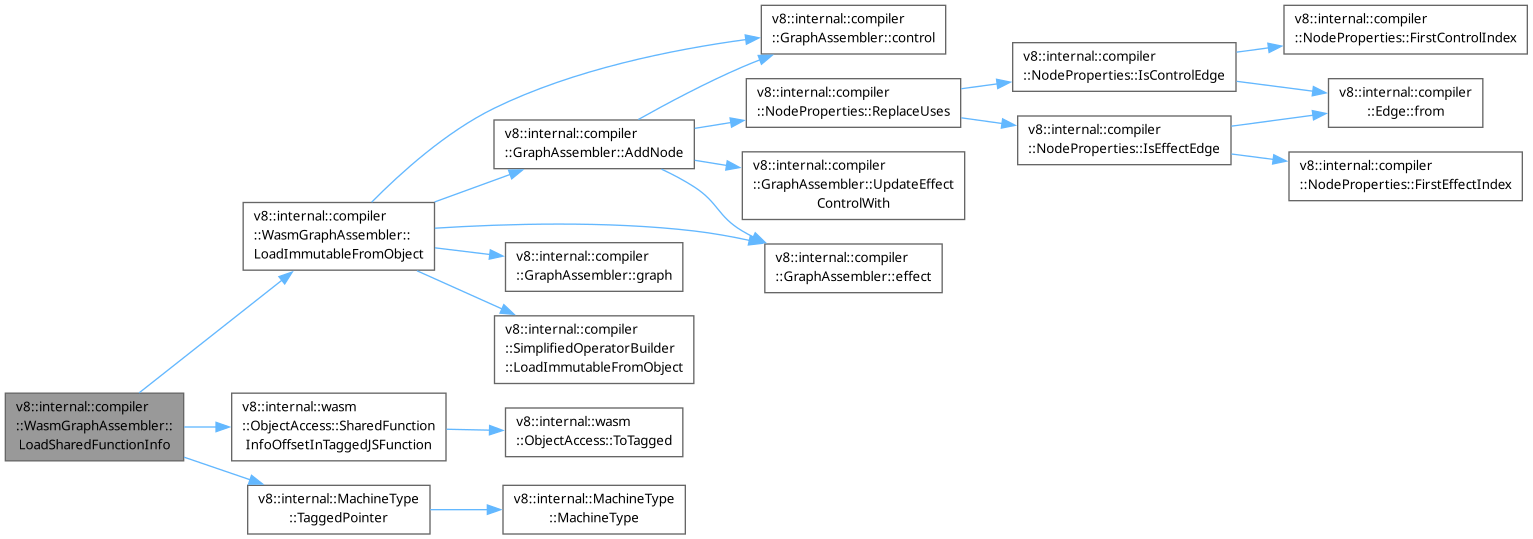 v8::internal::compiler
::GraphAssembler::control
v8::internal::compiler
::NodeProperties::FirstControlIndex
v8::internal::compiler
::NodeProperties::IsControlEdge
v8::internal::compiler
::NodeProperties::ReplaceUses
v8::internal::compiler
::Edge::from
v8::internal::compiler
::GraphAssembler::AddNode
v8::internal::compiler
::NodeProperties::IsEffectEdge
v8::internal::compiler
::GraphAssembler::UpdateEffect
ControlWith
v8::internal::compiler
::NodeProperties::FirstEffectIndex
v8::internal::compiler
::WasmGraphAssembler::
LoadImmutableFromObject
v8::internal::compiler
::GraphAssembler::graph
v8::internal::compiler
::GraphAssembler::effect
v8::internal::compiler
::SimplifiedOperatorBuilder
::LoadImmutableFromObject
v8::internal::compiler
::WasmGraphAssembler::
LoadSharedFunctionInfo
v8::internal::wasm
::ObjectAccess::SharedFunction
InfoOffsetInTaggedJSFunction
v8::internal::wasm
::ObjectAccess::ToTagged
v8::internal::MachineType
::TaggedPointer
v8::internal::MachineType
::MachineType